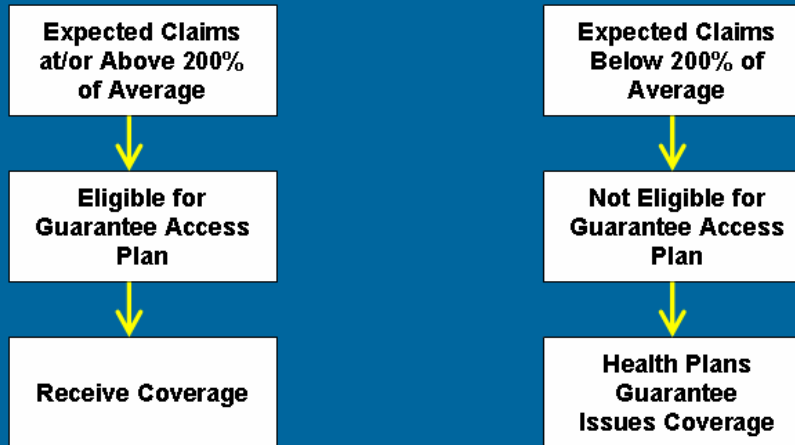 Expected Claims
at/or Above 200%
of Average
Eligible for
Guarantee Access
Plan
Receive Coverage
Expected Claims
Below 200% of
Average
Not Eligible for
Guarantee Access
Plan
Health Plans
Guarantee
Issues Coverage